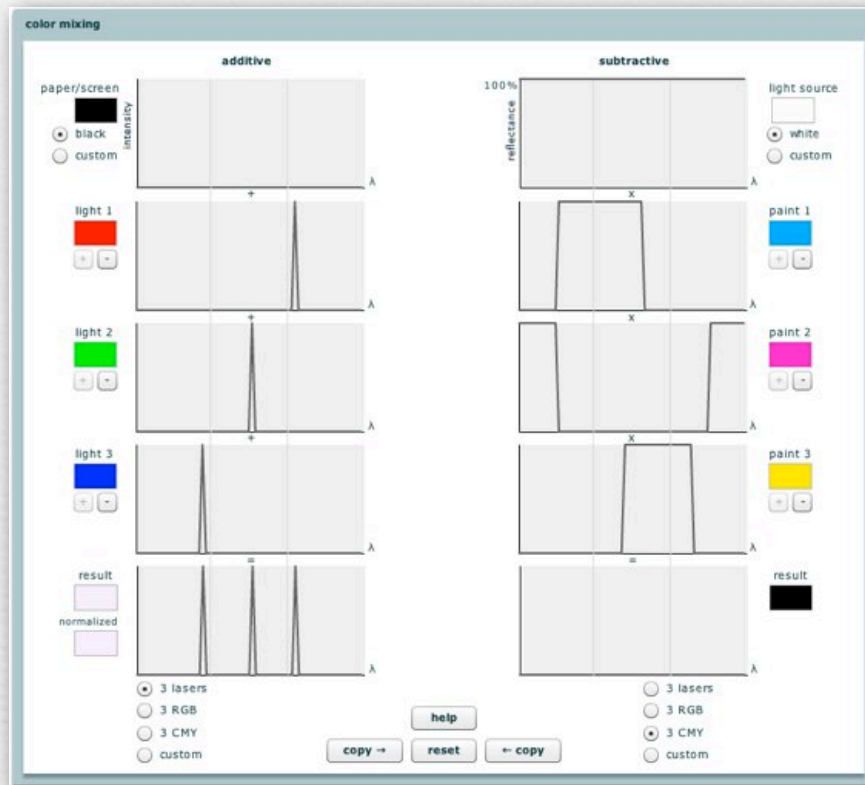 color mixing
additive
paper/screen
black
custom
intensity
λ
+
light 1
+ -
+
light 2
+ -
λ
+
light 3
+ -
λ
=
result
normalized
λ
3 lasers
3 RGB
3 CMY
custom
subtractive
100%
reflectance
light source
white
custom
λ
x
paint 1
+ -
x
paint 2
+ -
x
paint 3
+ -
λ
=
result
λ
3 lasers
3 RGB
3 CMY
custom
help
copy →
reset
← copy